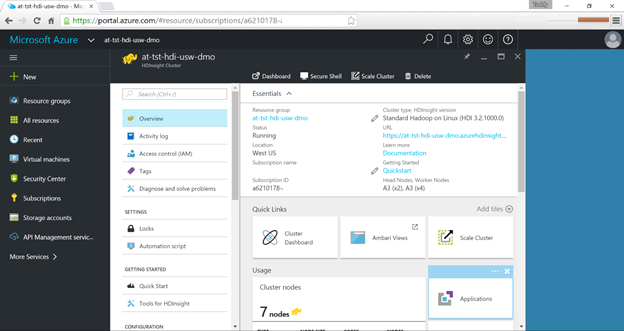 at-tst-hdi-usw-dmo - Mic
Teddy
https://portal.azure.com/#resource/subscriptions/a6210178-
Microsoft Azure
at-tst-hdi-usw-dmo
at-tst-hdi-usw-dmo
HDInsight Cluster
New
Resource groups
All resources
Recent
Virtual machines
Security Center
Subscriptions
Storage accounts
API Management servic...
More Services
Dashboard
Secure Shell
Scale Cluster
Delete
Search (Ctrl+/)
Overview
Activity log
Access control (IAM)
Tags
Diagnose and solve problems
SETTINGS
Locks
Automation script
GETTING STARTED
Quick Start
Tools for HDInsight
CONFIGURATION
Essentials
Resource group
at-tst-hdi-usw-dmo
Status
Running
Location
West US
Subscription name
Subscription ID
a6210178-
Cluster type, HDInsight version
Standard Hadoop on Linux (HDI 3.2.1000.0)
URL
https://at-tst-hdi-usw-dmo.azurehdinsight...
Learn more
Documentation
Getting Started
Quickstart
Head Nodes, Worker Nodes
A3 (x2), A3 (x4)
Quick Links
Add tiles
Cluster
Dashboard
Ambari Views
Scale Cluster
Usage
Cluster nodes
7 nodes
Applications
TYPE NODE SIZE CORES NODES